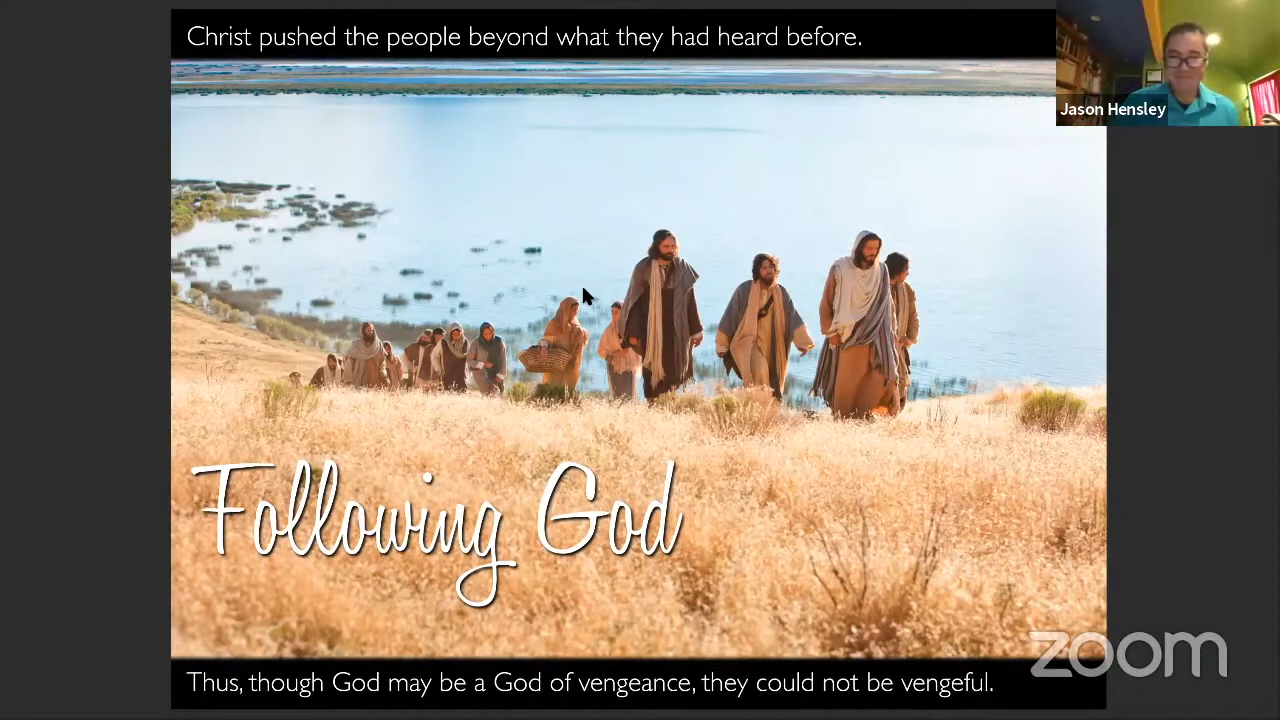 Christ pushed the people beyond what they had heard before.
Jason Hensley
Following God
zoom
Thus, though God may be a God of vengeance, they could not be vengeful.